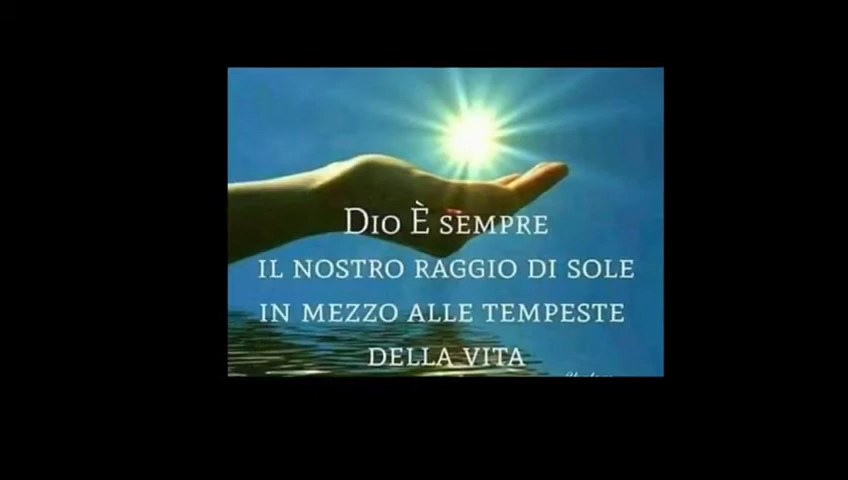 Dio È sempre
il nostro raggio di sole
in mezzo alle tempeste
della vita